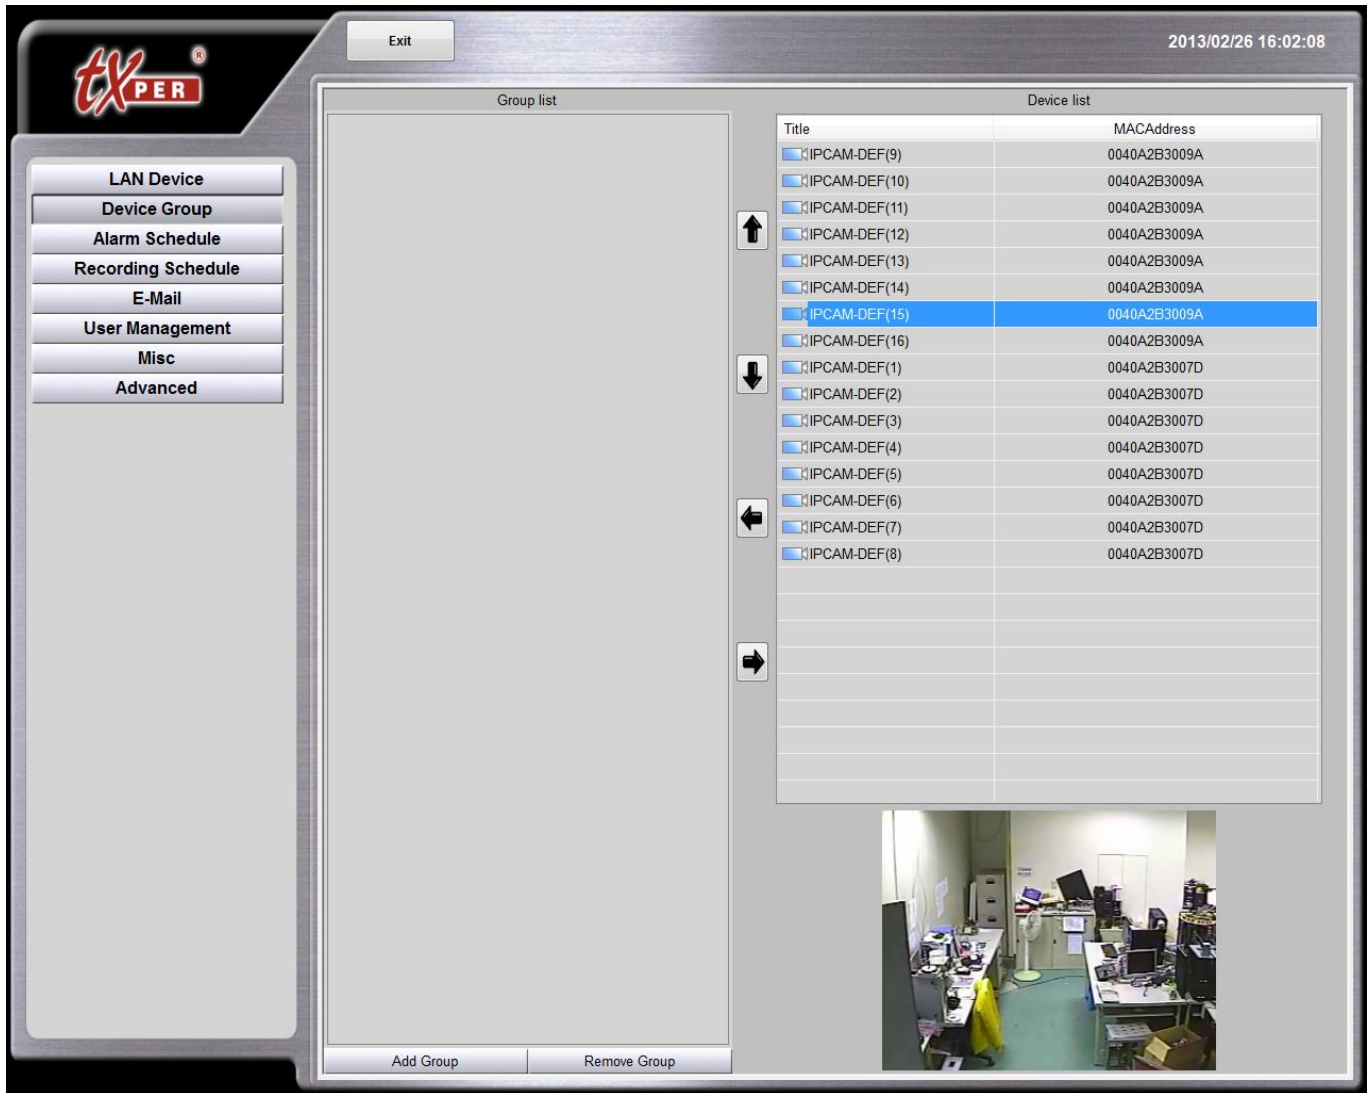 Exit
2013/02/26 16:02:08
tXPER®
LAN Device
Device Group
Alarm Schedule
Recording Schedule
E-Mail
User Management
Misc
Advanced
Group list
Add Group Remove Group
Device list
Title MACAddress
IPCAM-DEF(9) 0040A2B3009A
IPCAM-DEF(10) 0040A2B3009A
IPCAM-DEF(11) 0040A2B3009A
IPCAM-DEF(12) 0040A2B3009A
IPCAM-DEF(13) 0040A2B3009A
IPCAM-DEF(14) 0040A2B3009A
IPCAM-DEF(15) 0040A2B3009A
IPCAM-DEF(16) 0040A2B3009A
IPCAM-DEF(1) 0040A2B3007D
IPCAM-DEF(2) 0040A2B3007D
IPCAM-DEF(3) 0040A2B3007D
IPCAM-DEF(4) 0040A2B3007D
IPCAM-DEF(5) 0040A2B3007D
IPCAM-DEF(6) 0040A2B3007D
IPCAM-DEF(7) 0040A2B3007D
IPCAM-DEF(8) 0040A2B3007D